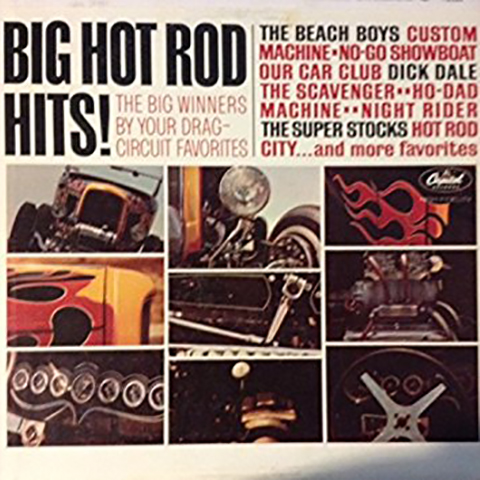 BIG HOT ROD
HITS!
THE BIG WINNERS
BY YOUR DRAG-
CIRCUIT FAVORITES
THE BEACH BOYS CUSTOM
MACHINE•NO-GO SHOWBOAT
OUR CAR CLUB DICK DALE
THE SCAVENGER••HO-DAD
MACHINE••NIGHT RIDER
THE SUPER STOCKS HOT ROD
CITY...and more favorites
Capitol